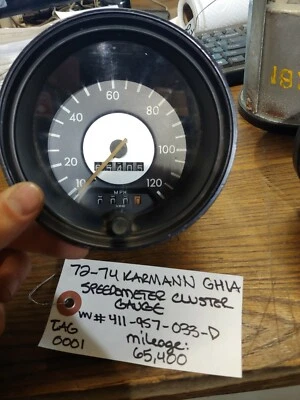 60
40
80
20
100
10
120
MPH
72-74 KARMANN GHIA
SPEEDOMETER CLUSTER
GAUGE
VW# 411-957-033-D
mileage:
65,400
TAG
0001